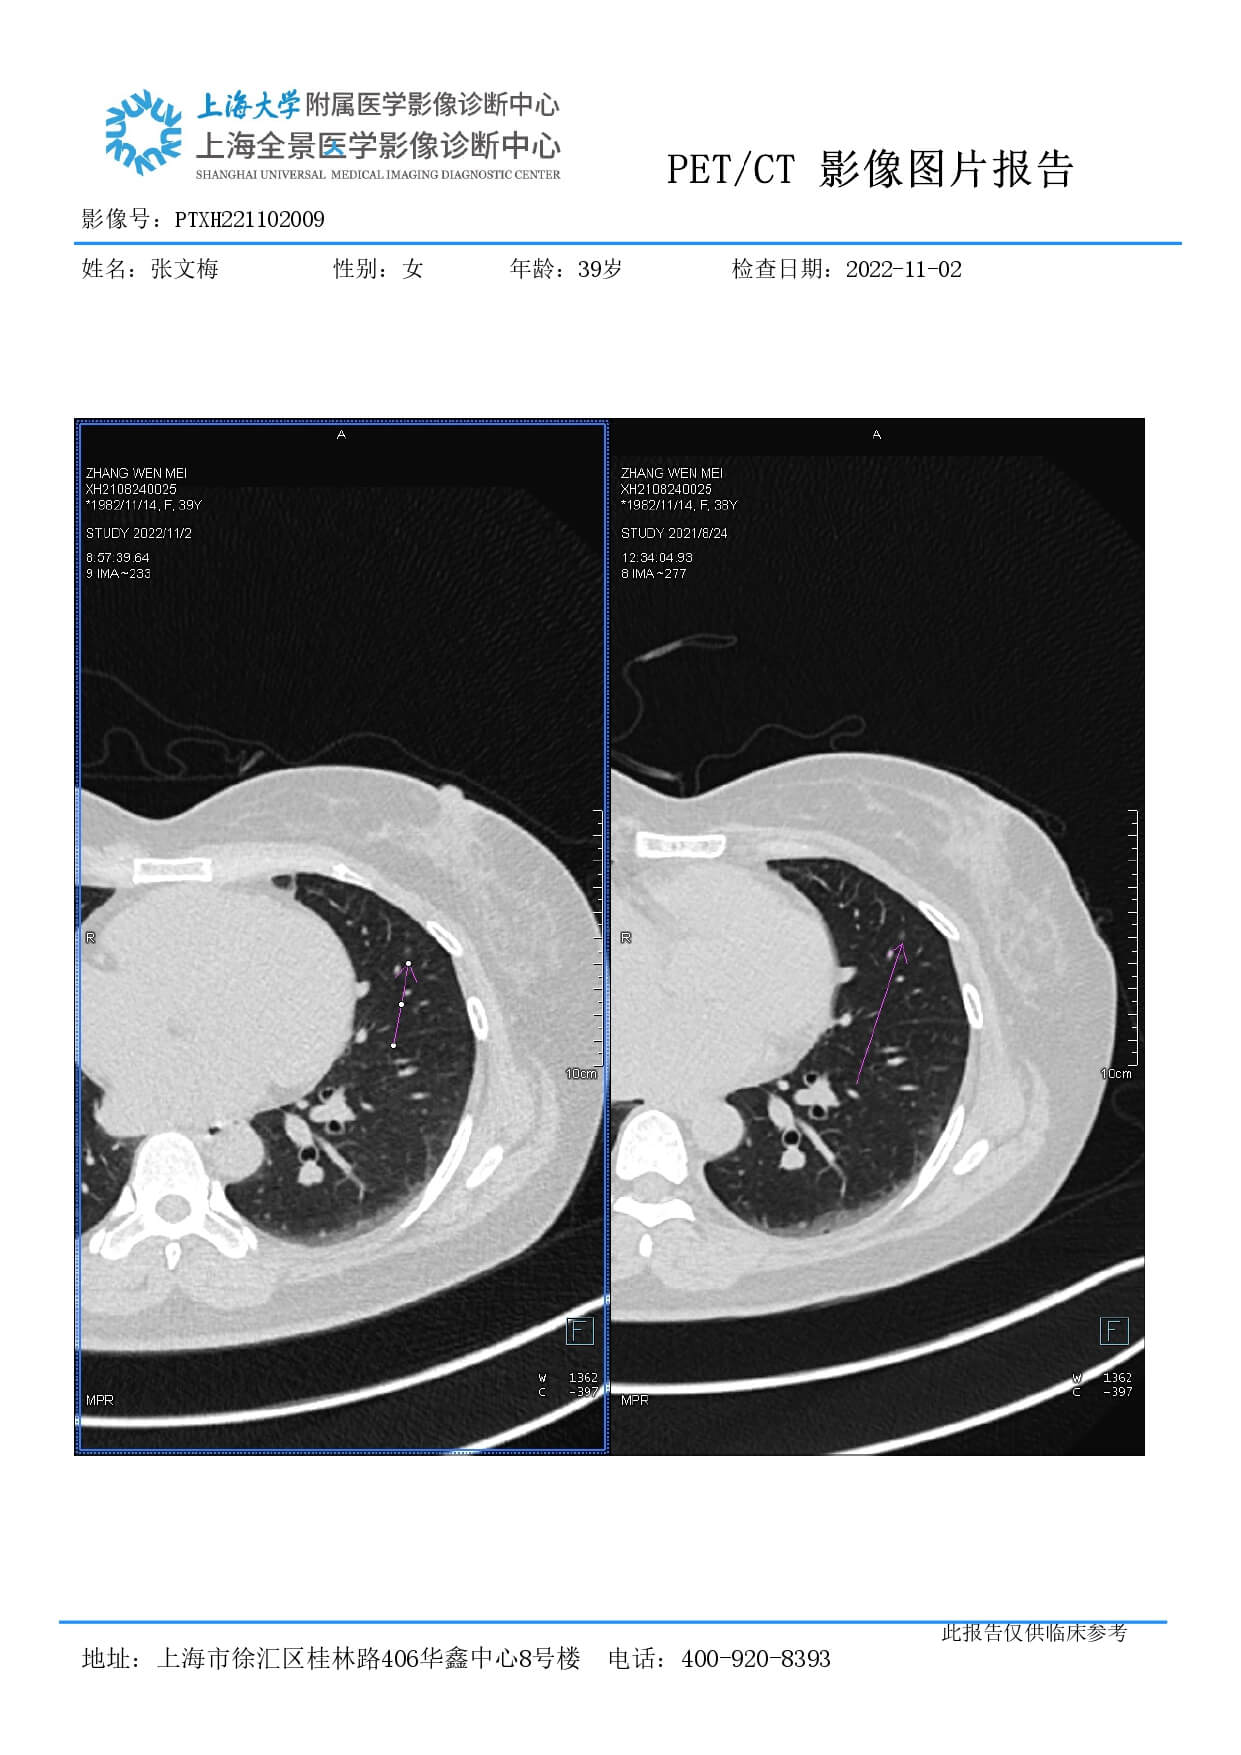 上海大学附属医学影像诊断中心
上海全景医学影像诊断中心
SHANGHAI UNIVERSAL MEDICAL IMAGING DIAGNOSTIC CENTER
PET/CT 影像图片报告
影像号：PTXH221102009
姓名：张文梅 性别：女 年龄：39岁 检查日期：2022-11-02
A
ZHANG WEN MEI
XH2108240025
*1982/11/14, F, 39Y
STUDY 2022/11/2
8:57:39.64
9 IMA~233
R
10cm
F
W 1362
C -397
MPR
A
ZHANG WEN MEI
XH2108240025
*1982/11/14, F, 38Y
STUDY 2021/8/24
12:34:04.93
8 IMA~277
R
10cm
F
W 1362
C -397
MPR
此报告仅供临床参考
地址：上海市徐汇区桂林路406华鑫中心8号楼 电话：400-920-8393